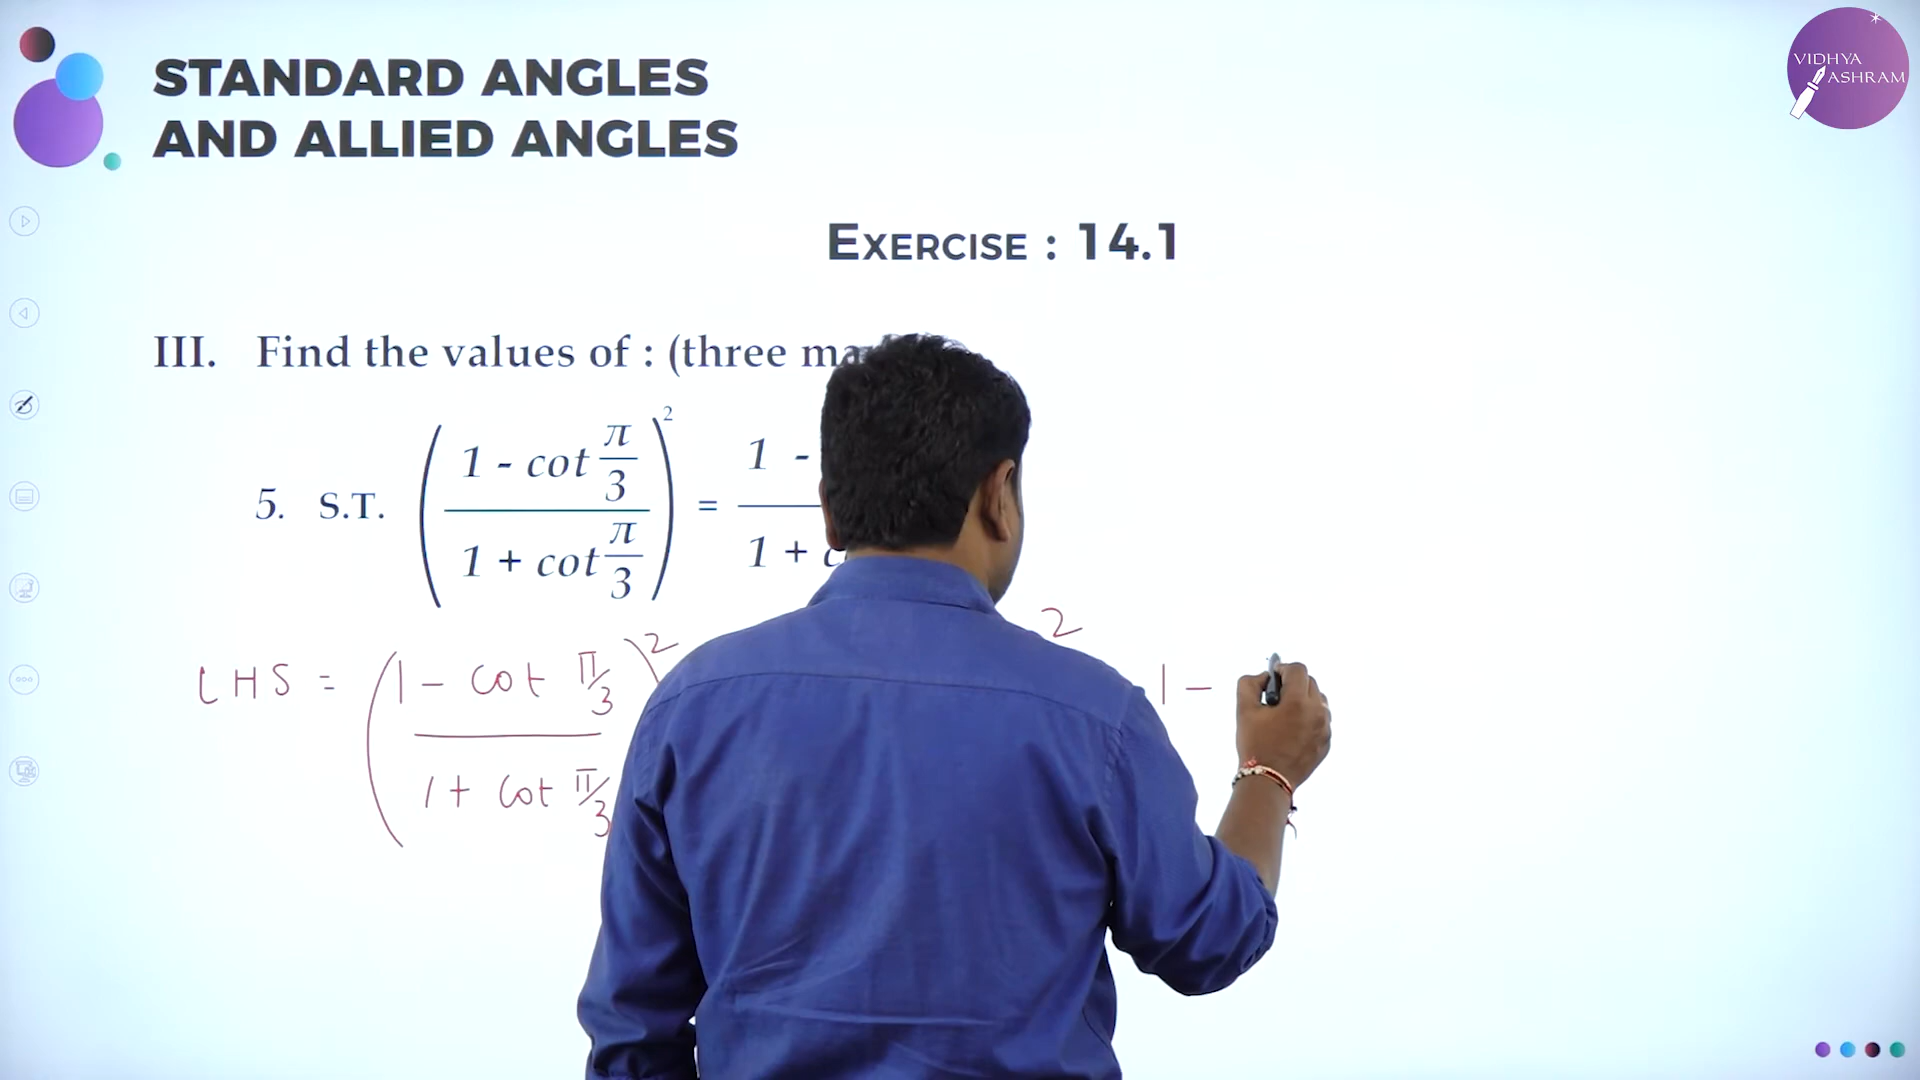 VIDHYA
ASHRAM
STANDARD ANGLES
AND ALLIED ANGLES
EXERCISE : 14.1
III. Find the values of : (three
5. S.T. ( (1 - cot π/3) / (1 + cot π/3) )² = 1 - / 1 +
LHS = ( (1 - cot π/3) / (1 + cot π/3) )² 2 1 -